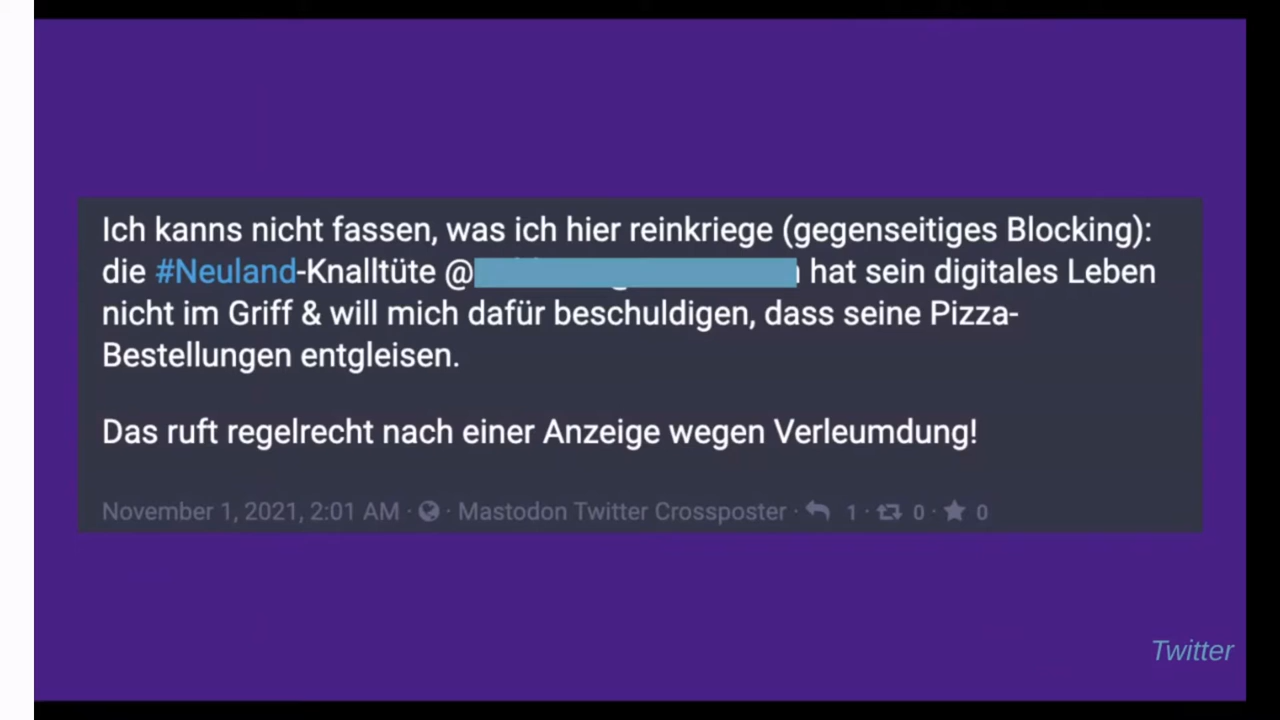 Ich kanns nicht fassen, was ich hier reinkriege (gegenseitiges Blocking):
die #Neuland-Knalltüte @ hat sein digitales Leben
nicht im Griff & will mich dafür beschuldigen, dass seine Pizza-
Bestellungen entgleisen.
Das ruft regelrecht nach einer Anzeige wegen Verleumdung!
November 1, 2021, 2:01 AM · · Mastodon Twitter Crossposter · 1 · 0 · 0
Twitter